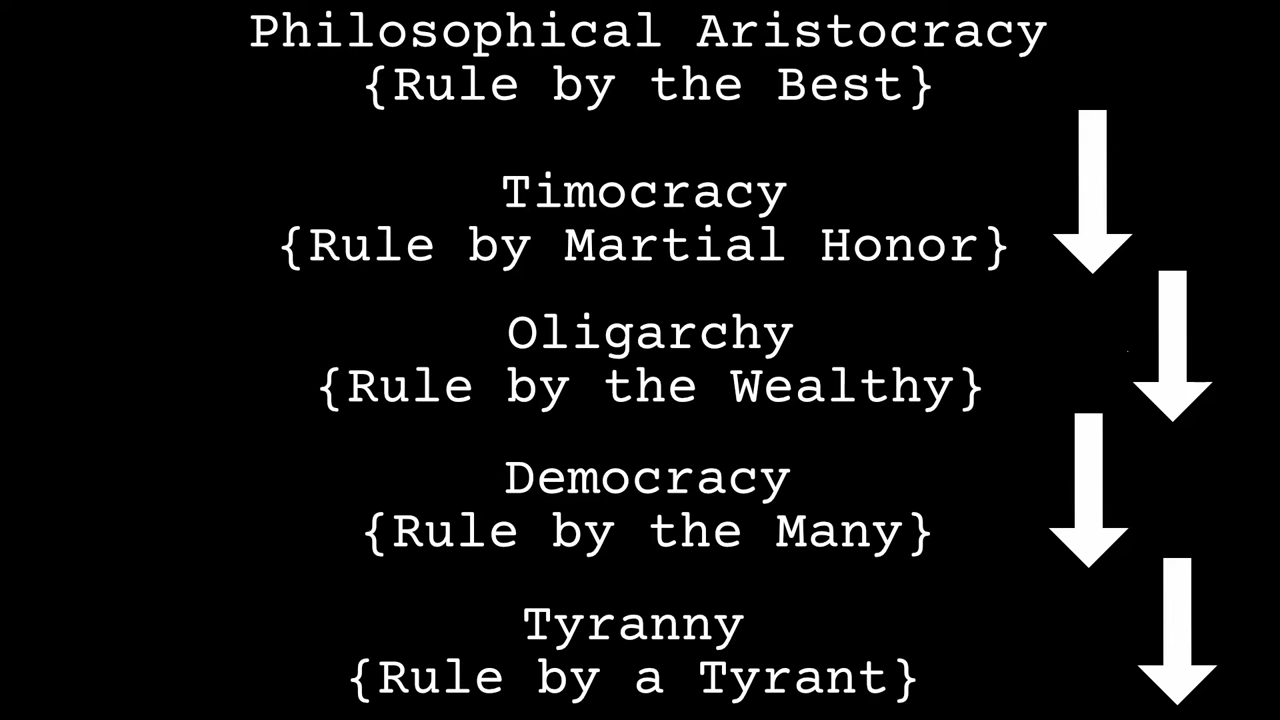 Philosophical Aristocracy
{Rule by the Best}
Timocracy
{Rule by Martial Honor}
Oligarchy
{Rule by the Wealthy}
Democracy
{Rule by the Many}
Tyranny
{Rule by a Tyrant}